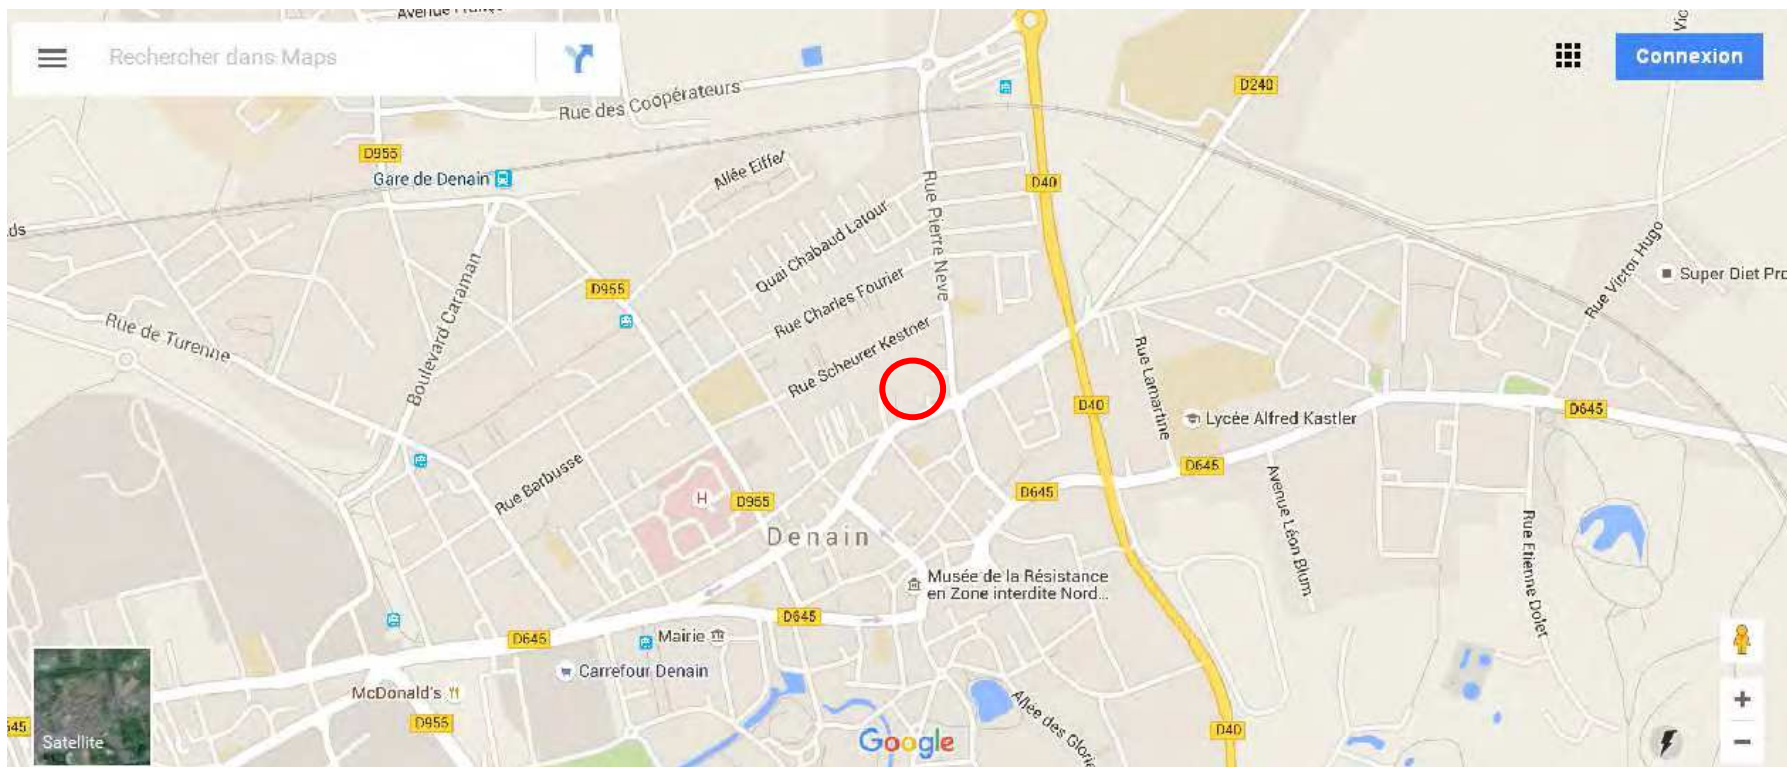 Rechercher dans Maps
Connexion
D240
Rue des Coopérateurs
D955
Gare de Denain
Allée Eiffel
D40
Rue Pierre Neve
Quai Chabaud Latour
Rue Victor Hugo
Super Diet Pro
Boulevard Caraman
D955
Rue Charles Fourier
Rue de Turenne
Rue Scheurer Kestner
Rue Lamartine
D40
D645
Lycée Alfred Kastler
Rue Barbusse
H
D955
D645
D645
Avenue Léon Blum
Rue Etienne Dolet
Denain
Musée de la Résistance
en Zone interdite Nord...
D645
D645
Mairie
Carrefour Denain
McDonald's
D955
Allée des Glori
D40
645
Satellite
Google